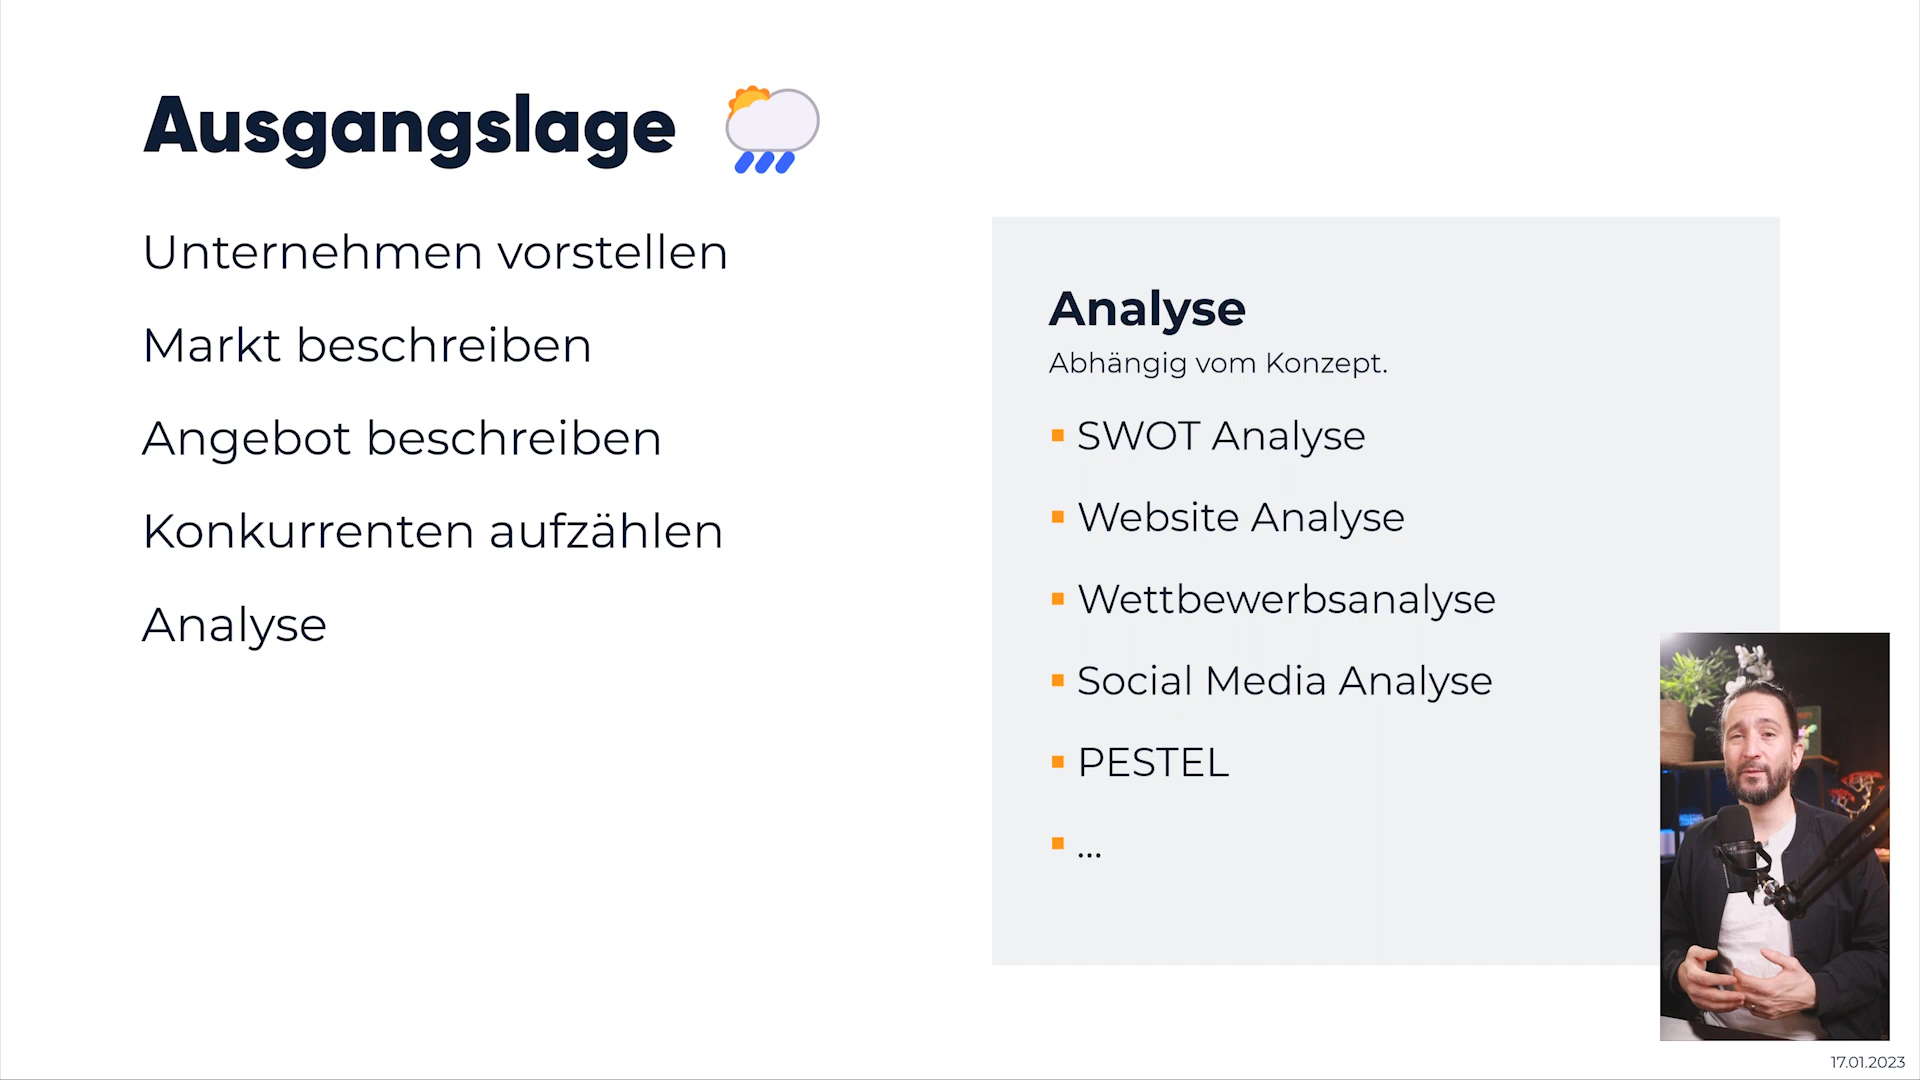 Ausgangslage
Unternehmen vorstellen
Markt beschreiben
Angebot beschreiben
Konkurrenten aufzählen
Analyse
Analyse
Abhängig vom Konzept.
SWOT Analyse
Website Analyse
Wettbewerbsanalyse
Social Media Analyse
PESTEL
...
17.01.2023